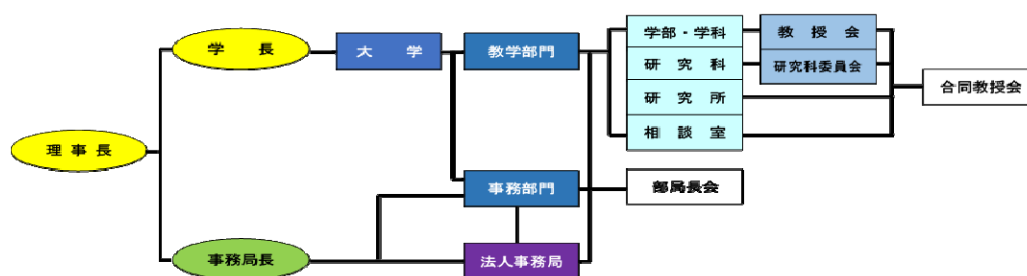 学長
大学
教学部門
学部・学科
教授会
研究科
研究科委員会
研究所
合同教授会
相談室
理事長
事務部門
部局長会
事務局長
法人事務局